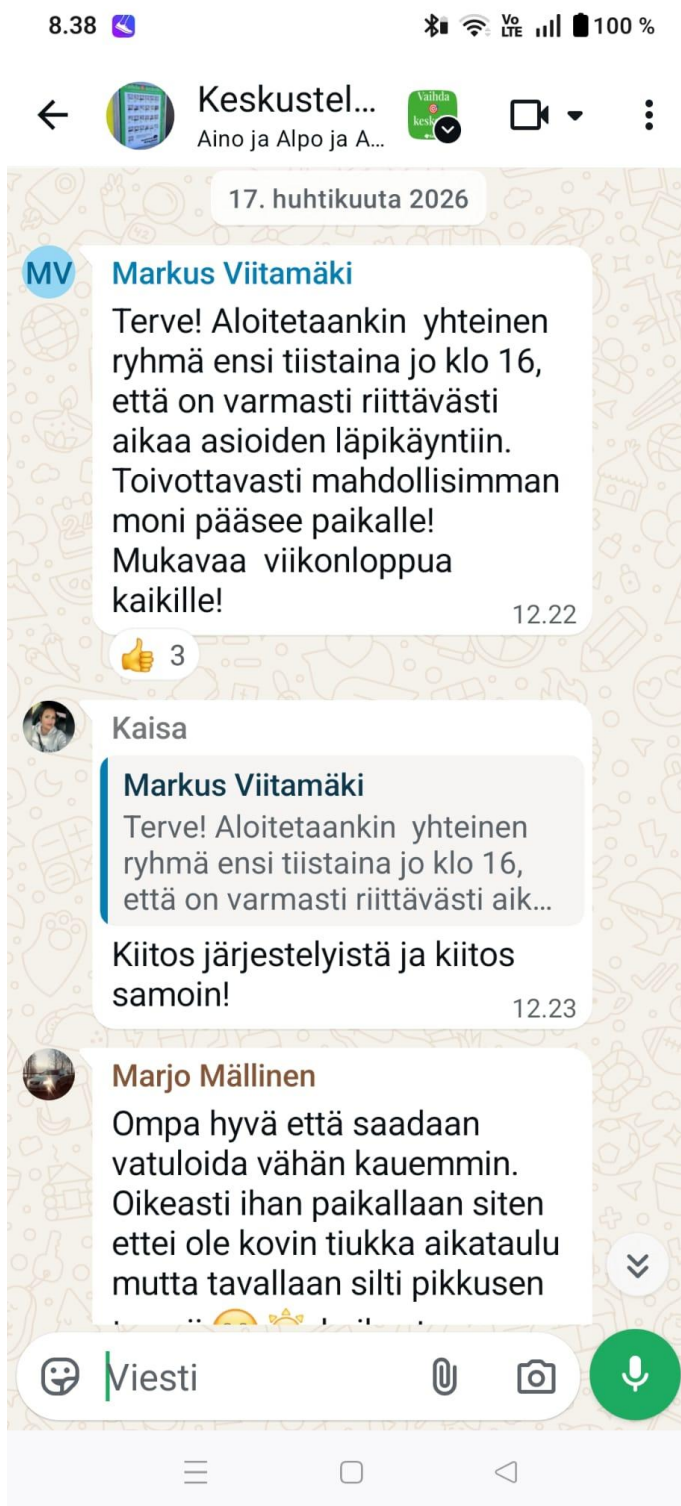 8.38
Vo
LTE
100 %
Keskustel...
Vaihda
Aino ja Alpo ja A...
17. huhtikuuta 2026
MV
Markus Viitamäki
Terve! Aloitetaankin  yhteinen
ryhmä ensi tiistaina jo klo 16,
että on varmasti riittävästi
aikaa asioiden läpikäyntiin.
Toivottavasti mahdollisimman
moni pääsee paikalle!
Mukavaa  viikonloppua
kaikille!
12.22
👍 3
Kaisa
Markus Viitamäki
Terve! Aloitetaankin  yhteinen
ryhmä ensi tiistaina jo klo 16,
että on varmasti riittävästi aik...
Kiitos järjestelyistä ja kiitos
samoin!
12.23
Marjo Mällinen
Ompa hyvä että saadaan
vatuloida vähän kauemmin.
Oikeasti ihan paikallaan siten
ettei ole kovin tiukka aikataulu
mutta tavallaan silti pikkusen
Viesti